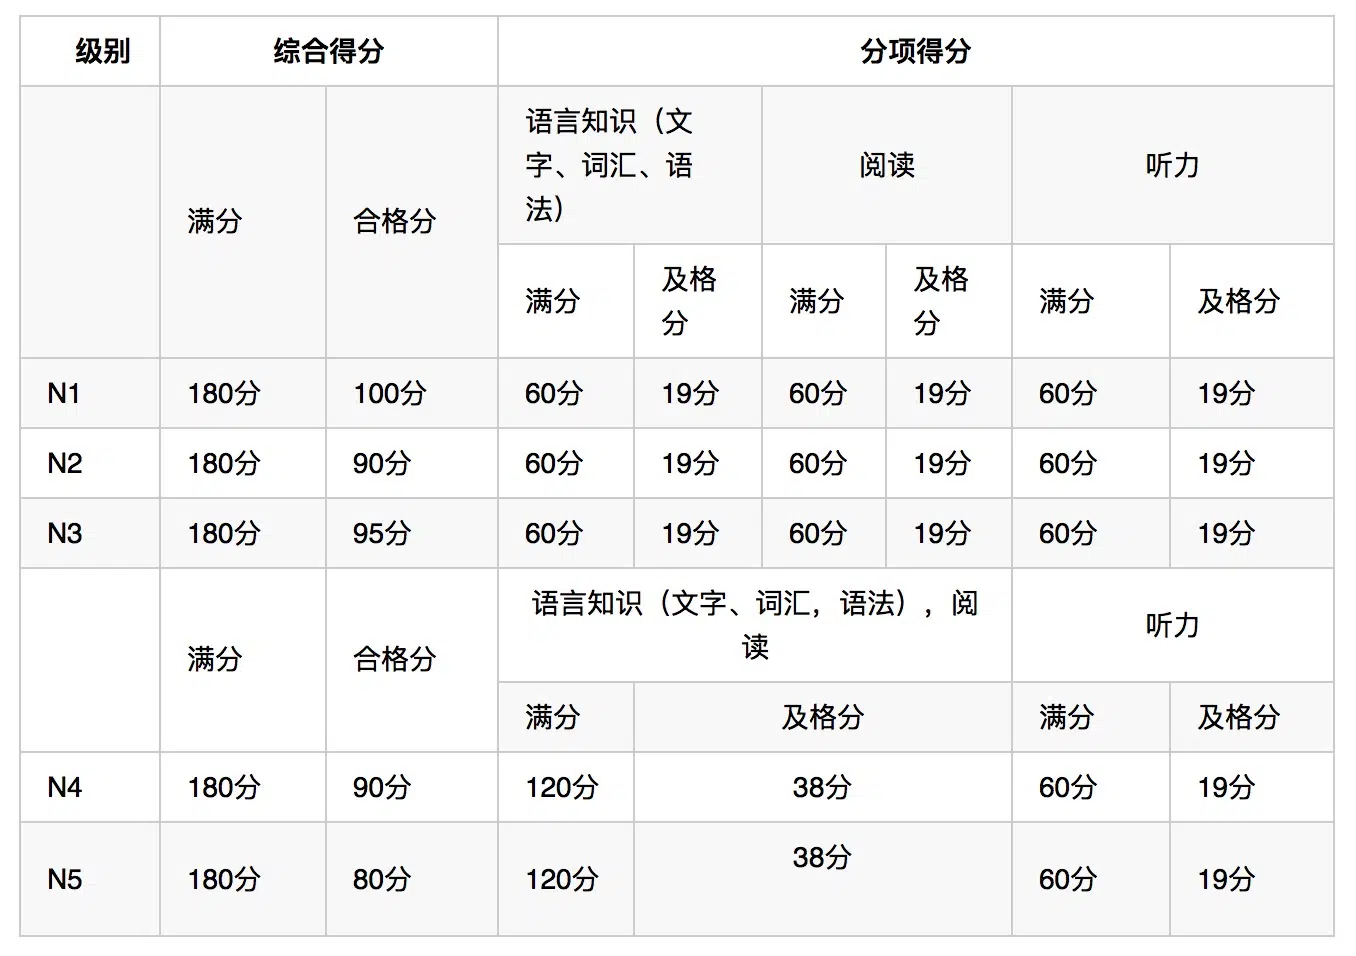 级别 综合得分 分项得分
满分 合格分 语言知识（文
字、词汇、语
法） 阅读 听力
满分 及格
分 满分 及格
分 满分 及格分
N1 180分 100分 60分 19分 60分 19分 60分 19分
N2 180分 90分 60分 19分 60分 19分 60分 19分
N3 180分 95分 60分 19分 60分 19分 60分 19分
满分 合格分 语言知识（文字、词汇，语法），阅
读 听力
满分 及格分 满分 及格分
N4 180分 90分 120分 38分 60分 19分
N5 180分 80分 120分 38分 60分 19分